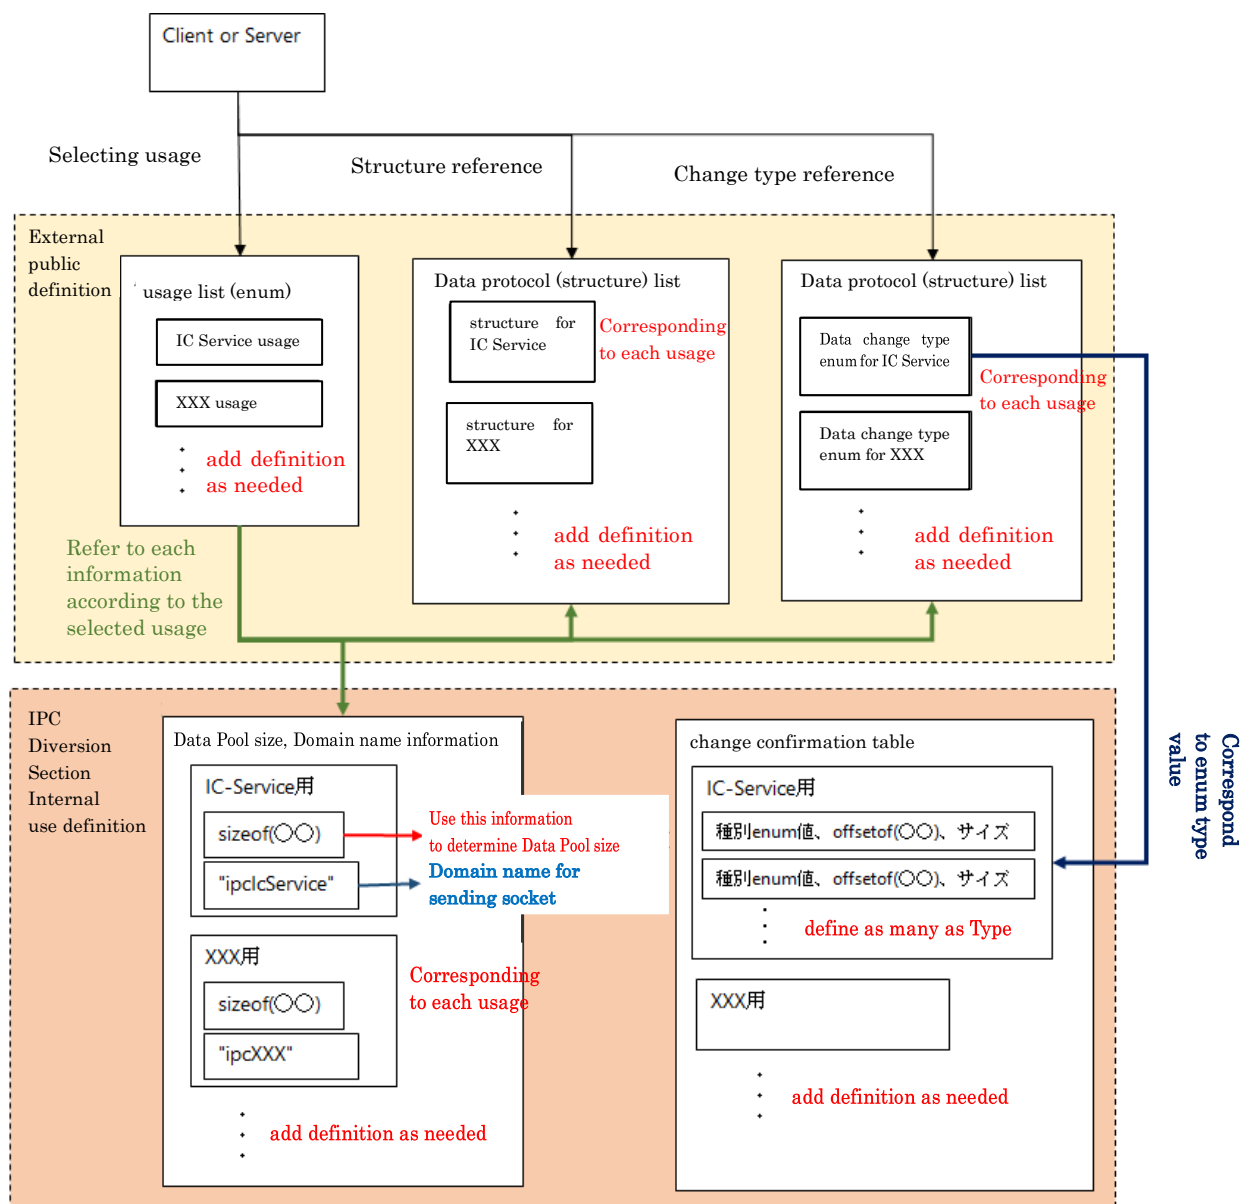 Client or Server
Selecting usage
Structure reference
Change type reference
External
public
definition
usage list (enum)
IC Service usage
XXX usage
add definition
as needed
Data protocol (structure) list
structure for
IC Service
Corresponding
to each usage
structure for
XXX
add definition
as needed
Data protocol (structure) list
Data change type
enum for IC Service
Corresponding
to each usage
Data change type
enum for XXX
add definition
as needed
Refer to each
information
according to the
selected usage
Correspond
to enum type
value
IPC
Diversion
Section
Internal
use definition
Data Pool size, Domain name information
IC-Service用
sizeof(〇〇)
Use this information
to determine Data Pool size
"ipcIcService"
Domain name for
sending socket
XXX用
sizeof(〇〇)
"ipcXXX"
Corresponding
to each usage
add definition as needed
change confirmation table
IC-Service用
種別enum値、offsetof(〇〇)、サイズ
種別enum値、offsetof(〇〇)、サイズ
define as many as Type
XXX用
add definition as needed